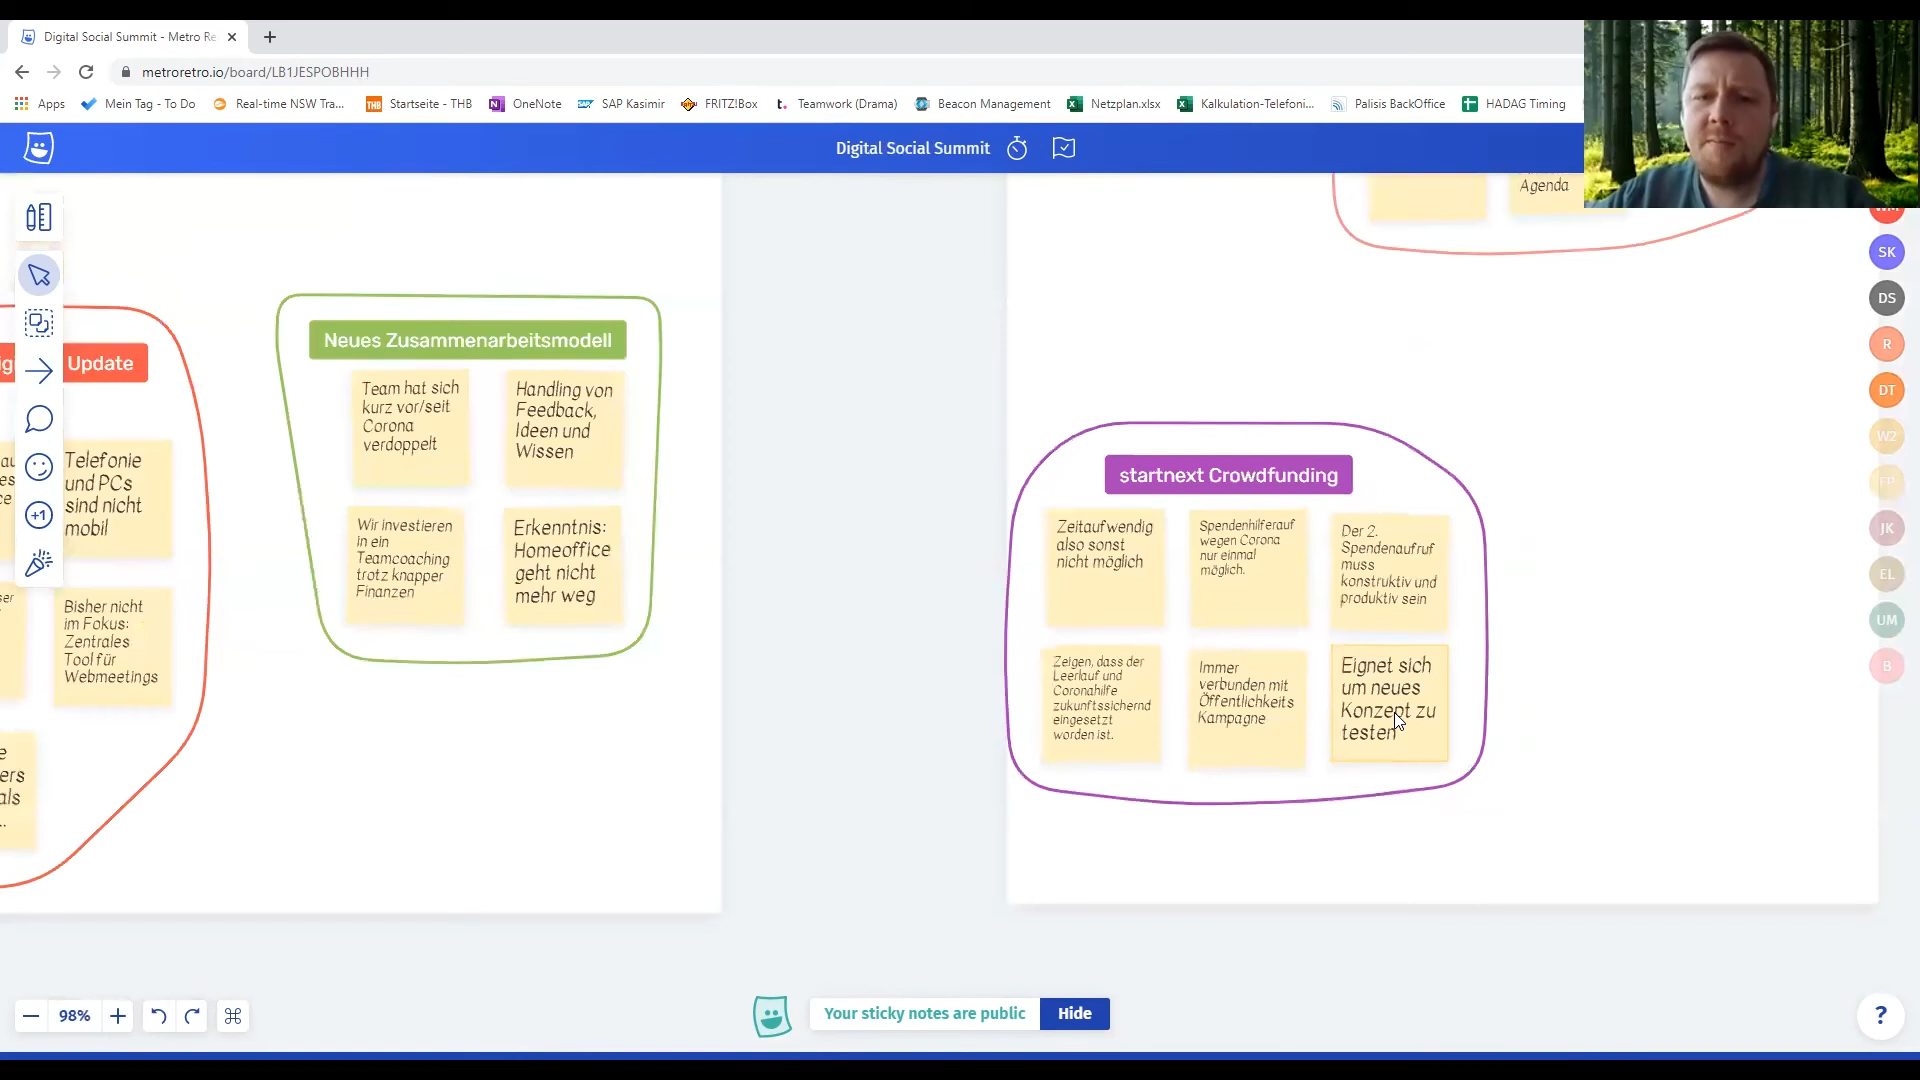 Digital Social Summit - Metro Re
metroretro.io/board/LB1JESPOBHHH
Apps
Mein Tag - To Do
Real-time NSW Tra...
THB
Startseite - THB
OneNote
SAP Kasimir
FRITZ!Box
t.
Teamwork (Drama)
Beacon Management
Netzplan.xlsx
Kalkulation-Telefoni...
Palisis BackOffice
HADAG Timing
Digital Social Summit
Agenda
SK
DS
R
DT
W2
JK
EL
UM
B
Update
Telefonie
und PCs
sind nicht
mobil
Bisher nicht
im Fokus:
Zentrales
Tool für
Webmeetings
e
ers
als
..
+1
Neues Zusammenarbeitsmodell
Team hat sich
kurz vor/seit
Corona
verdoppelt
Handling von
Feedback,
Ideen und
Wissen
Wir investieren
in ein
Teamcoaching
trotz knapper
Finanzen
Erkenntnis:
Homeoffice
geht nicht
mehr weg
startnext Crowdfunding
Zeitaufwendig
also sonst
nicht möglich
Spendenhilferauf
wegen Corona
nur einmal
möglich.
Der 2.
Spendenaufruf
muss
konstruktiv und
produktiv sein
Zeigen, dass der
Leerlauf und
Coronahilfe
zukunftssichernd
eingesetzt
worden ist.
Immer
verbunden mit
Öffentlichkeits
Kampagne
Eignet sich
um neues
Konzept zu
testen
98%
Your sticky notes are public
Hide
?